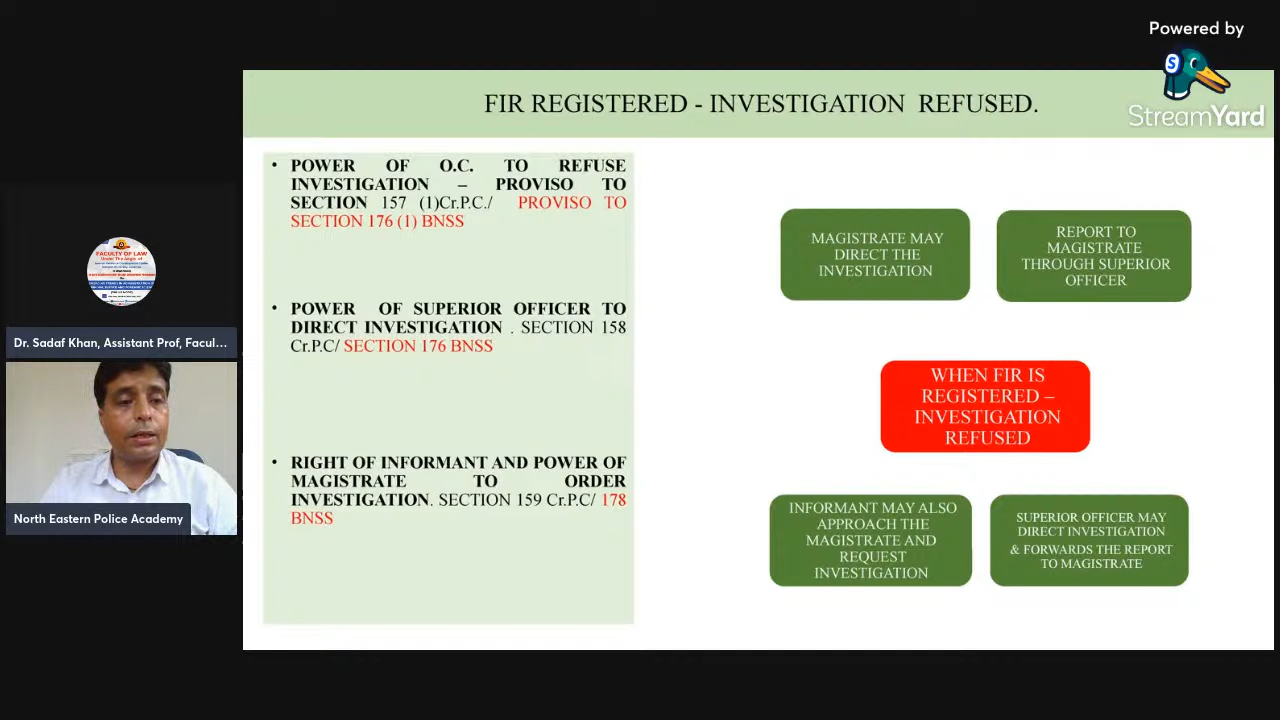 Powered by
StreamYard
FIR REGISTERED - INVESTIGATION REFUSED.
• POWER OF O.C. TO REFUSE
INVESTIGATION – PROVISO TO
SECTION 157 (1)Cr.P.C./ PROVISO TO
SECTION 176 (1) BNSS
• POWER OF SUPERIOR OFFICER TO
DIRECT INVESTIGATION . SECTION 158
Cr.P.C/ SECTION 176 BNSS
• RIGHT OF INFORMANT AND POWER OF
MAGISTRATE TO ORDER
INVESTIGATION. SECTION 159 Cr.P.C/ 178
BNSS
MAGISTRATE MAY
DIRECT THE
INVESTIGATION
REPORT TO
MAGISTRATE
THROUGH SUPERIOR
OFFICER
WHEN FIR IS
REGISTERED –
INVESTIGATION
REFUSED
INFORMANT MAY ALSO
APPROACH THE
MAGISTRATE AND
REQUEST
INVESTIGATION
SUPERIOR OFFICER MAY
DIRECT INVESTIGATION
& FORWARDS THE REPORT
TO MAGISTRATE
FACULTY OF LAW
Dr. Sadaf Khan, Assistant Prof, Facul...
North Eastern Police Academy